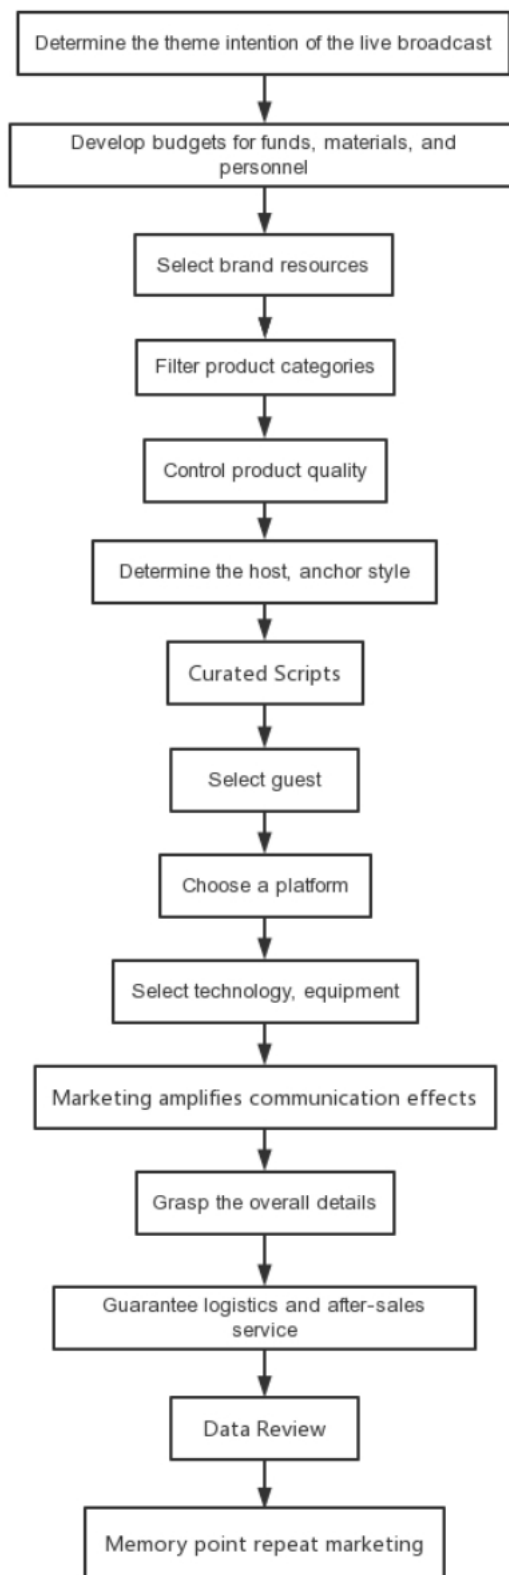 Determine the theme intention of the live broadcast
Develop budgets for funds, materials, and
personnel
Select brand resources
Filter product categories
Control product quality
Determine the host, anchor style
Curated Scripts
Select guest
Choose a platform
Select technology, equipment
Marketing amplifies communication effects
Grasp the overall details
Guarantee logistics and after-sales
service
Data Review
Memory point repeat marketing